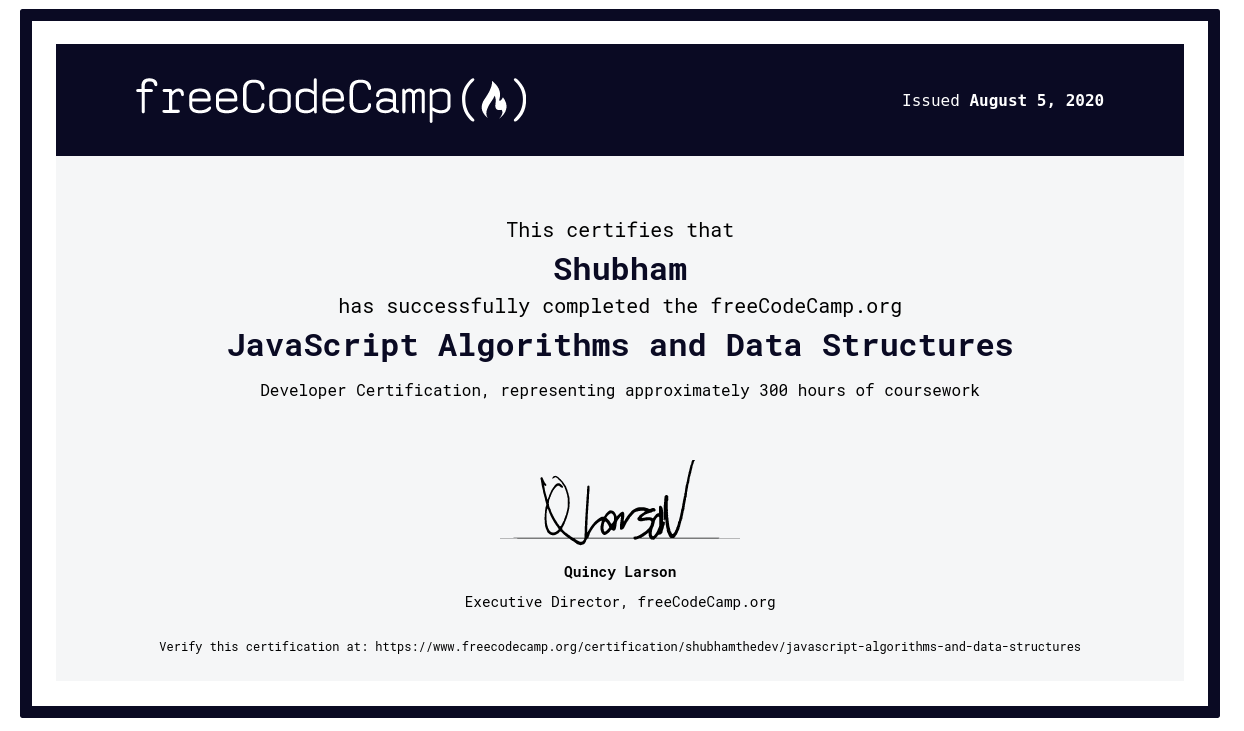 freeCodeCamp(🔥)
Issued August 5, 2020
This certifies that
Shubham
has successfully completed the freeCodeCamp.org
JavaScript Algorithms and Data Structures
Developer Certification, representing approximately 300 hours of coursework
Q Larson
Quincy Larson
Executive Director, freeCodeCamp.org
Verify this certification at: https://www.freecodecamp.org/certification/shubhamthedev/javascript-algorithms-and-data-structures